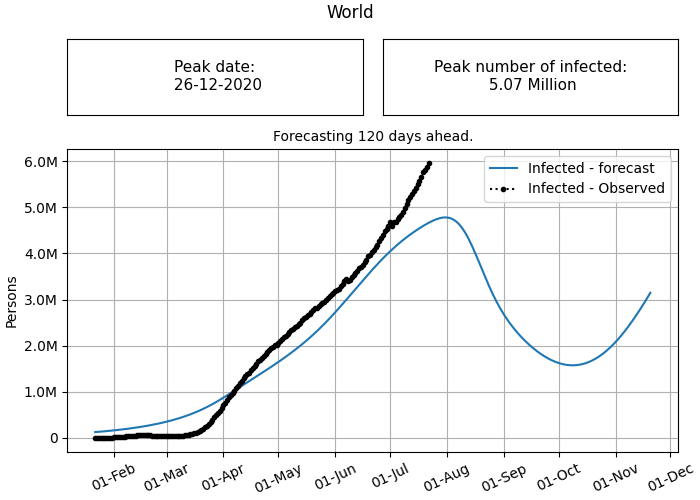 World
Peak date:
26-12-2020
Peak number of infected:
5.07 Million
Forecasting 120 days ahead.
Infected - forecast
Infected - Observed
Persons
6.0M
5.0M
4.0M
3.0M
2.0M
1.0M
0
01-Feb
01-Mar
01-Apr
01-May
01-Jun
01-Jul
01-Aug
01-Sep
01-Oct
01-Nov
01-Dec